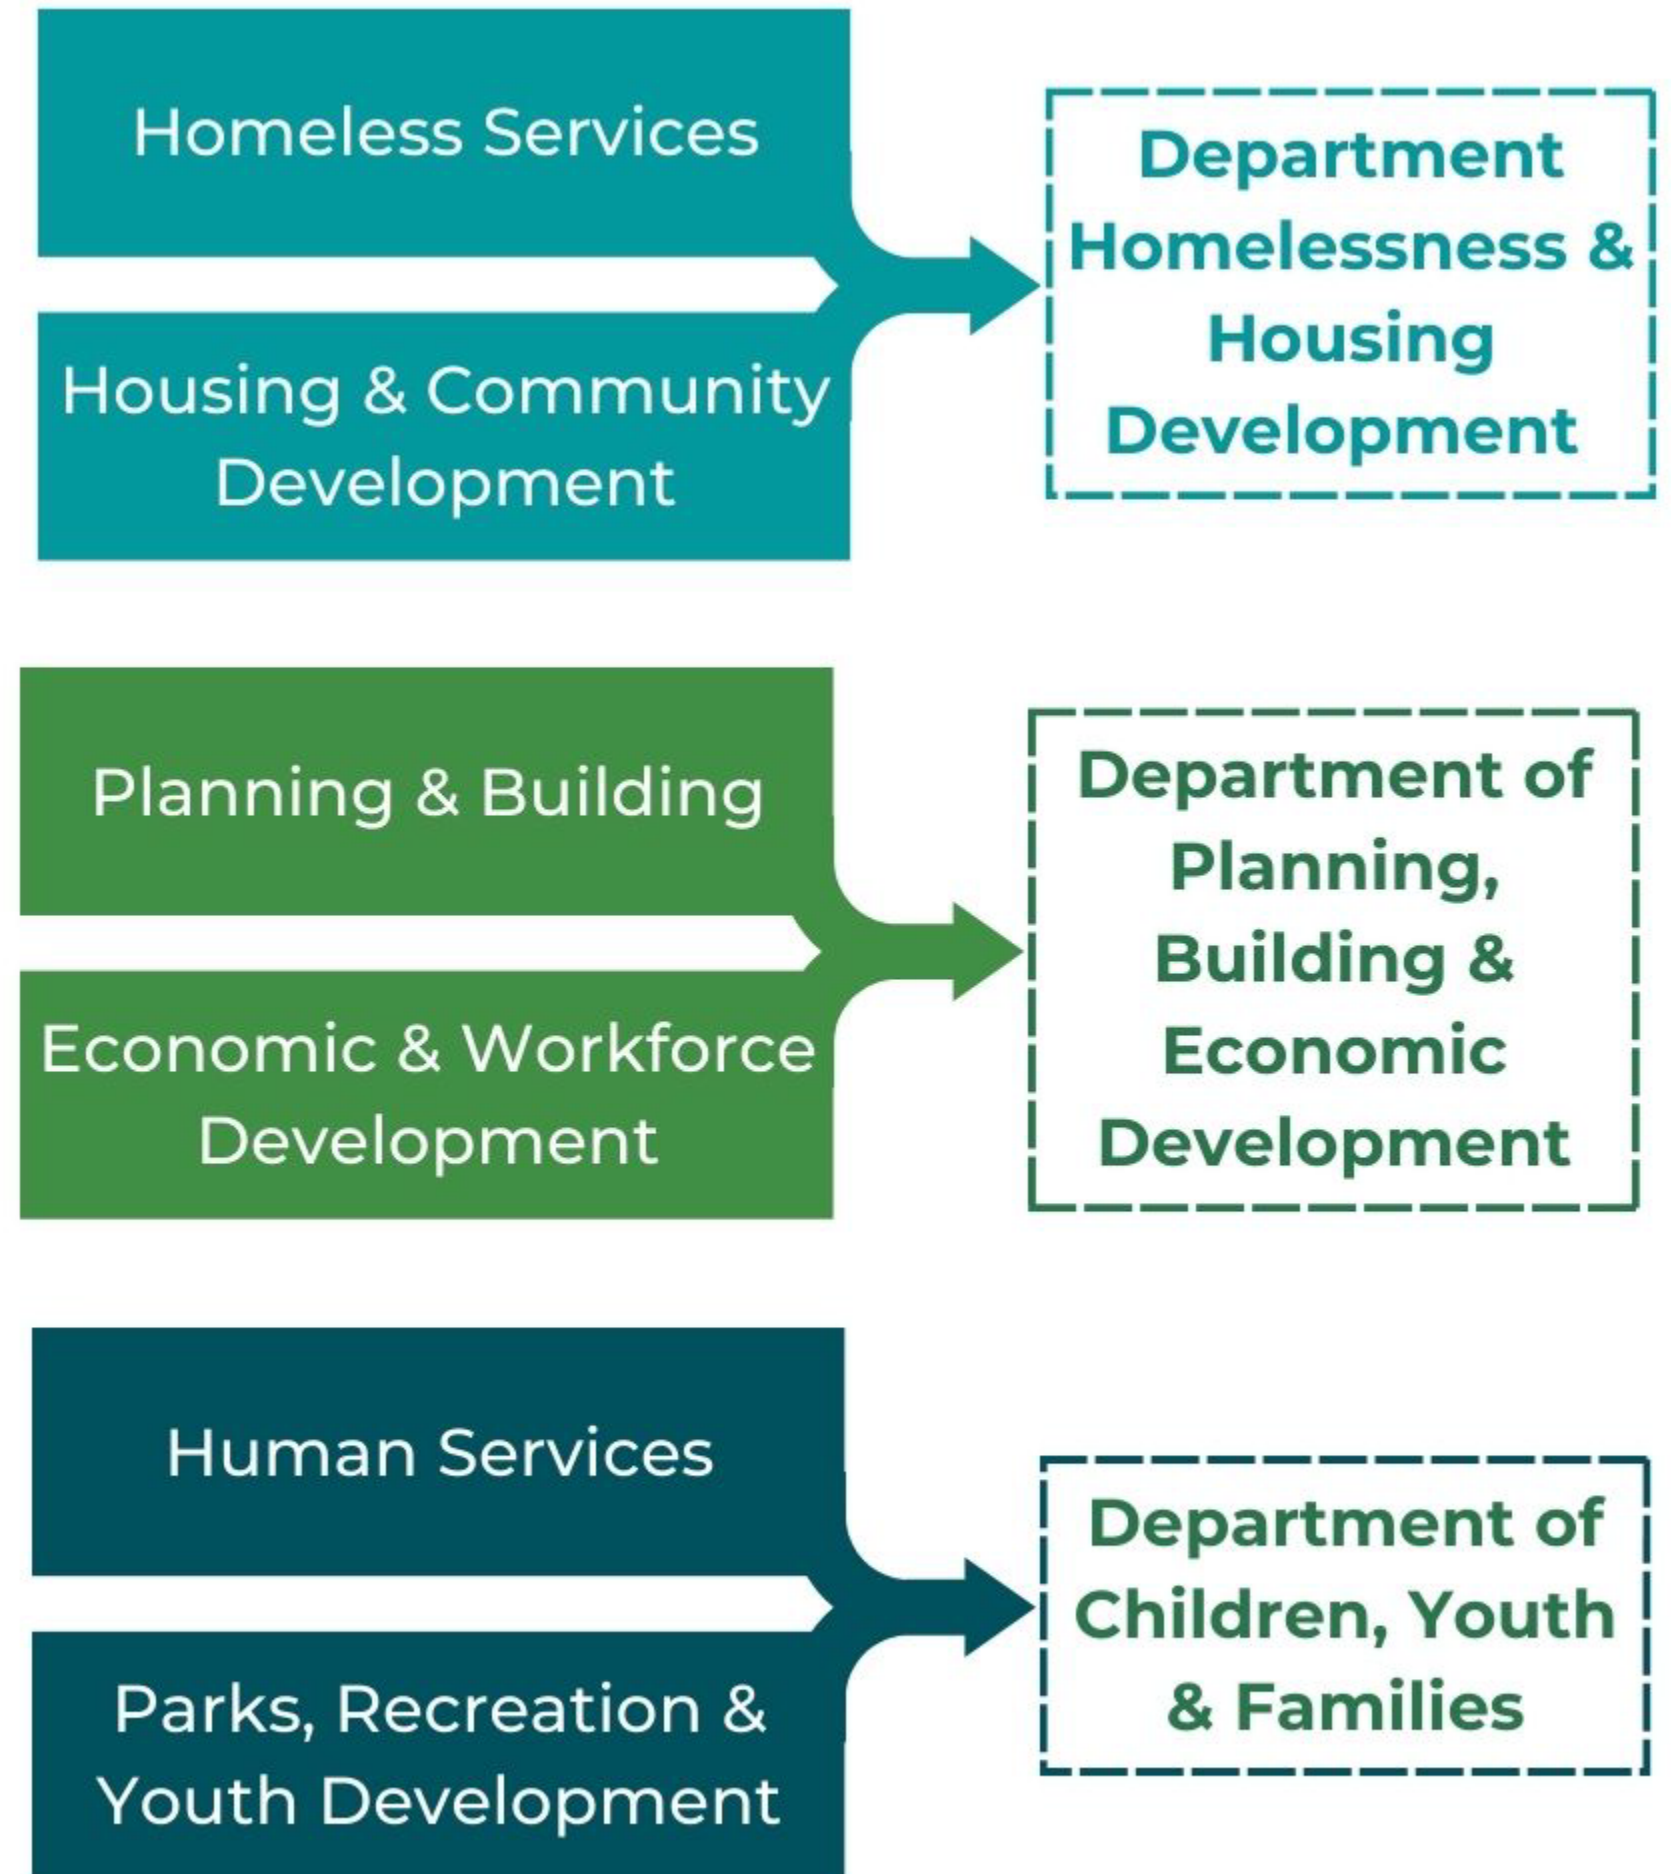 Homeless Services
Housing & Community
Development
Department
Homelessness &
Housing
Development
Planning & Building
Economic & Workforce
Development
Department of
Planning,
Building &
Economic
Development
Human Services
Parks, Recreation &
Youth Development
Department of
Children, Youth
& Families